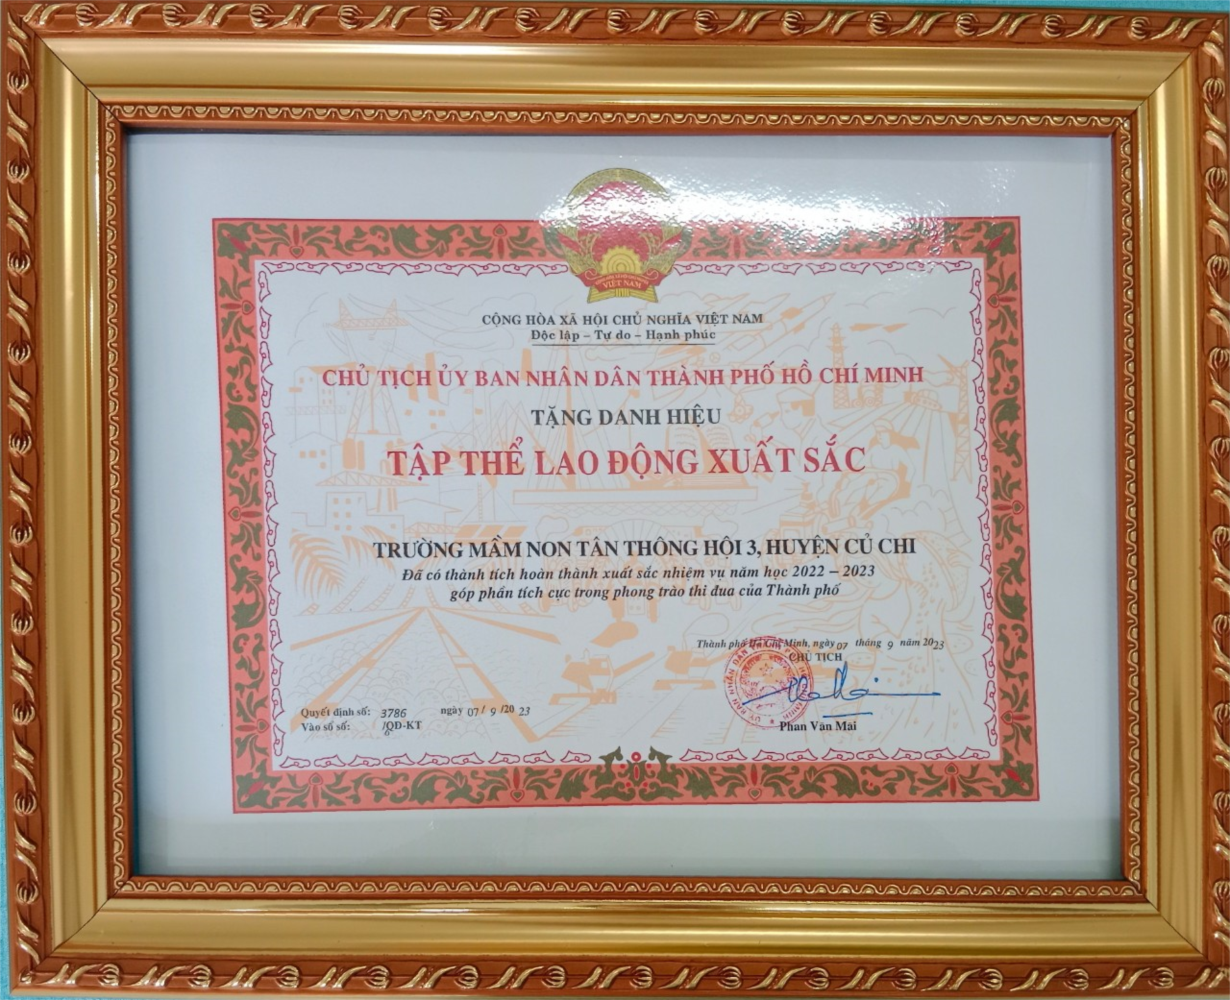 VIỆT NAM
CỘNG HÒA XÃ HỘI CHỦ NGHĨA VIỆT NAM
Độc lập – Tự do – Hạnh phúc
CHỦ TỊCH ỦY BAN NHÂN DÂN THÀNH PHỐ HỒ CHÍ MINH
TẶNG DANH HIỆU
TẬP THỂ LAO ĐỘNG XUẤT SẮC
TRƯỜNG MẦM NON TÂN THÔNG HỘI 3, HUYỆN CỦ CHI
Đã có thành tích hoàn thành xuất sắc nhiệm vụ năm học 2022 – 2023
góp phần tích cực trong phong trào thi đua của Thành phố
Thành phố Hồ Chí Minh, ngày 07 tháng 9 năm 2023
CHỦ TỊCH
Quyết định số: 3786 /QĐ-KT ngày 07/ 9 /20 23
Vào sổ số: 6
Phan Văn Mãi